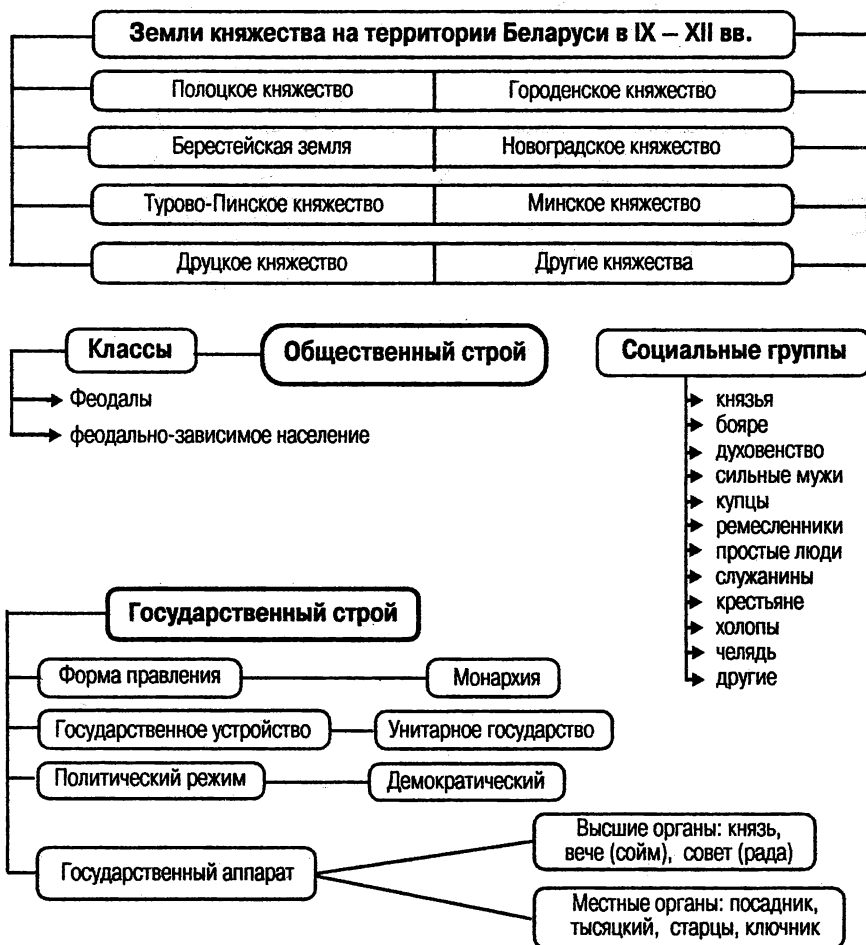 Земли княжества на территории Беларуси в IX – XII вв.
Полоцкое княжество
Городенское княжество
Берестейская земля
Новоградское княжество
Турово-Пинское княжество
Минское княжество
Друцкое княжество
Другие княжества
Классы
Общественный строй
Феодалы
феодально-зависимое население
Социальные группы
князья
бояре
духовенство
сильные мужи
купцы
ремесленники
простые люди
служанины
крестьяне
холопы
челядь
другие
Государственный строй
Форма правления
Монархия
Государственное устройство
Унитарное государство
Политический режим
Демократический
Государственный аппарат
Высшие органы: князь,
вече (сойм), совет (рада)
Местные органы: посадник,
тысяцкий, старцы, ключник